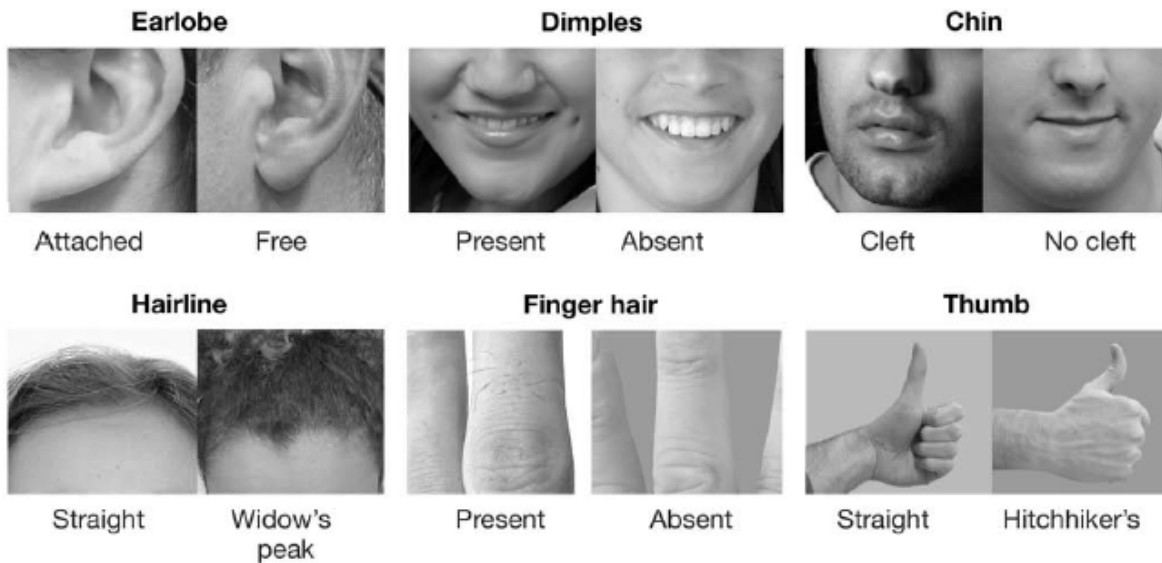 Earlobe Dimples Chin
Attached Free Present Absent Cleft No cleft
Hairline Finger hair Thumb
Straight Widow's Present Absent Straight Hitchhiker's
peak